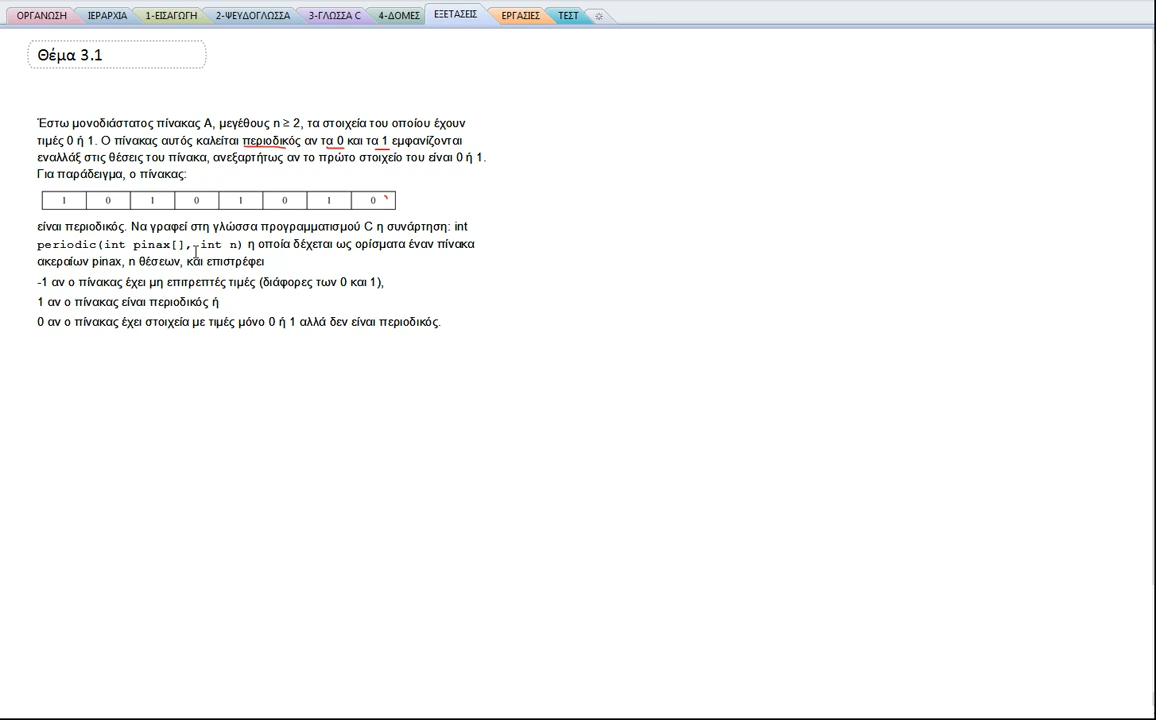 ΟΡΓΑΝΩΣΗ ΙΕΡΑΡΧΙΑ 1-ΕΙΣΑΓΩΓΗ 2-ΨΕΥΔΟΓΛΩΣΣΑ 3-ΓΛΩΣΣΑ C 4-ΔΟΜΕΣ ΕΞΕΤΑΣΕΙΣ ΕΡΓΑΣΙΕΣ ΤΕΣΤ
Θέμα 3.1
Έστω μονοδιάστατος πίνακας Α, μεγέθους n ≥ 2, τα στοιχεία του οποίου έχουν
τιμές 0 ή 1. Ο πίνακας αυτός καλείται περιοδικός αν τα 0 και τα 1 εμφανίζονται
εναλλάξ στις θέσεις του πίνακα, ανεξαρτήτως αν το πρώτο στοιχείο του είναι 0 ή 1.
Για παράδειγμα, ο πίνακας:
1 0 1 0 1 0 1 0
είναι περιοδικός. Να γραφεί στη γλώσσα προγραμματισμού C η συνάρτηση: int
periodic(int pinax[], int n) η οποία δέχεται ως ορίσματα έναν πίνακα
ακεραίων pinax, n θέσεων, και επιστρέφει
-1 αν ο πίνακας έχει μη επιτρεπτές τιμές (διάφορες των 0 και 1),
1 αν ο πίνακας είναι περιοδικός ή
0 αν ο πίνακας έχει στοιχεία με τιμές μόνο 0 ή 1 αλλά δεν είναι περιοδικός.